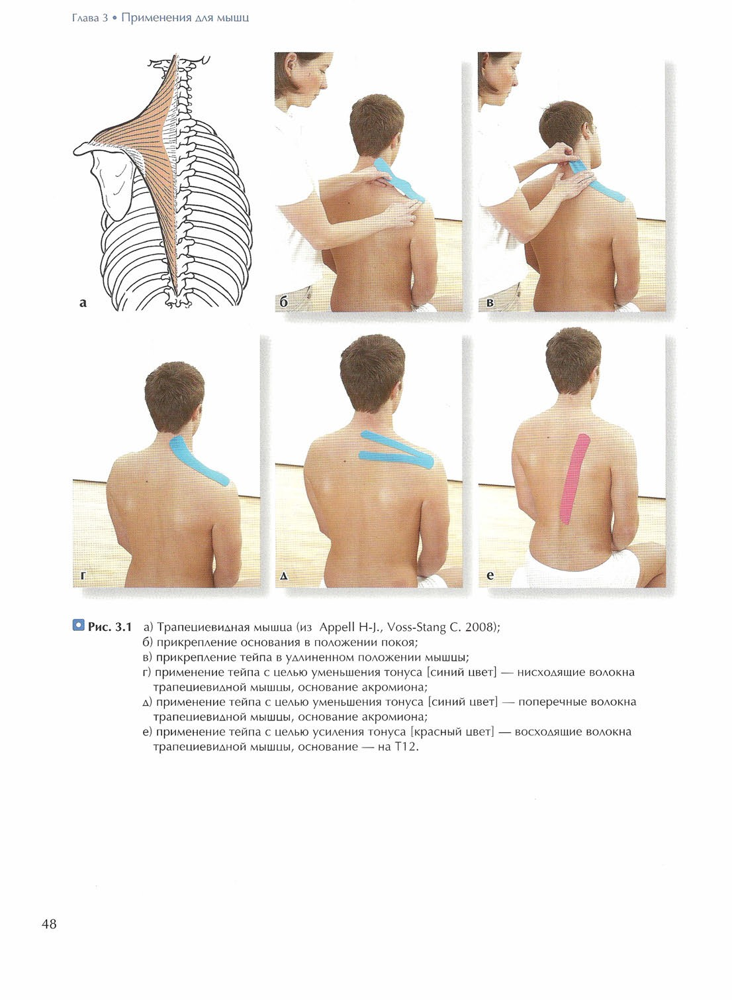 Глава 3 • Применения для мышц
а
б
в
г
д
е
Рис. 3.1 а) Трапециевидная мышца (из Appell H-J., Voss-Stang C. 2008);
б) прикрепление основания в положении покоя;
в) прикрепление тейпа в удлиненном положении мышцы;
г) применение тейпа с целью уменьшения тонуса [синий цвет] — нисходящие волокна
трапециевидной мышцы, основание акромиона;
д) применение тейпа с целью уменьшения тонуса [синий цвет] — поперечные волокна
трапециевидной мышцы, основание акромиона;
е) применение тейпа с целью усиления тонуса [красный цвет] — восходящие волокна
трапециевидной мышцы, основание — на Т12.
48